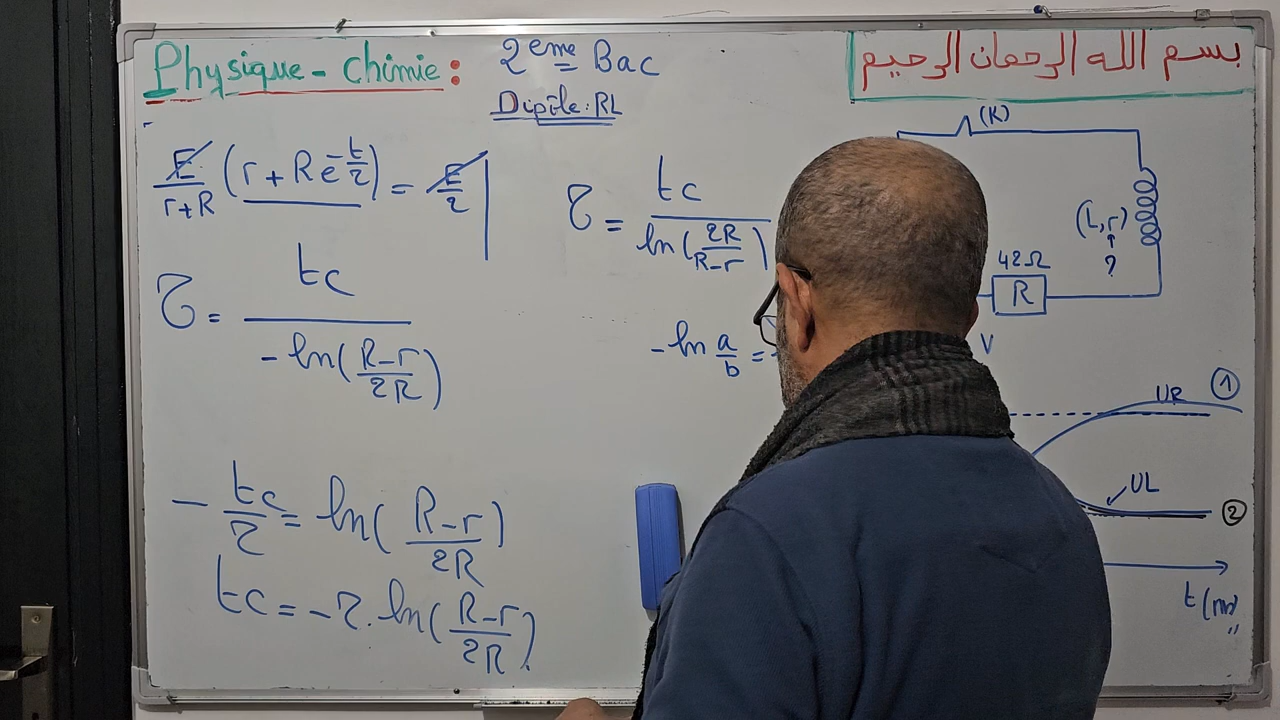 Physique - chimie : 2eme Bac
Dipôle: RL
بسم الله الرحمان الرحيم
E/(r+R) (r+R e^(-t/τ)) = E/2
τ = tc / (-ln((R-r)/2R))
-tc/τ = ln((R-r)/2R)
tc = -τ. ln((R-r)/2R)
τ = tc / ln(2R/(R-r))
-ln a/b =
(K)
(L,r)
?
42Ω
R
V
UR ①
UL ②
t(ms)